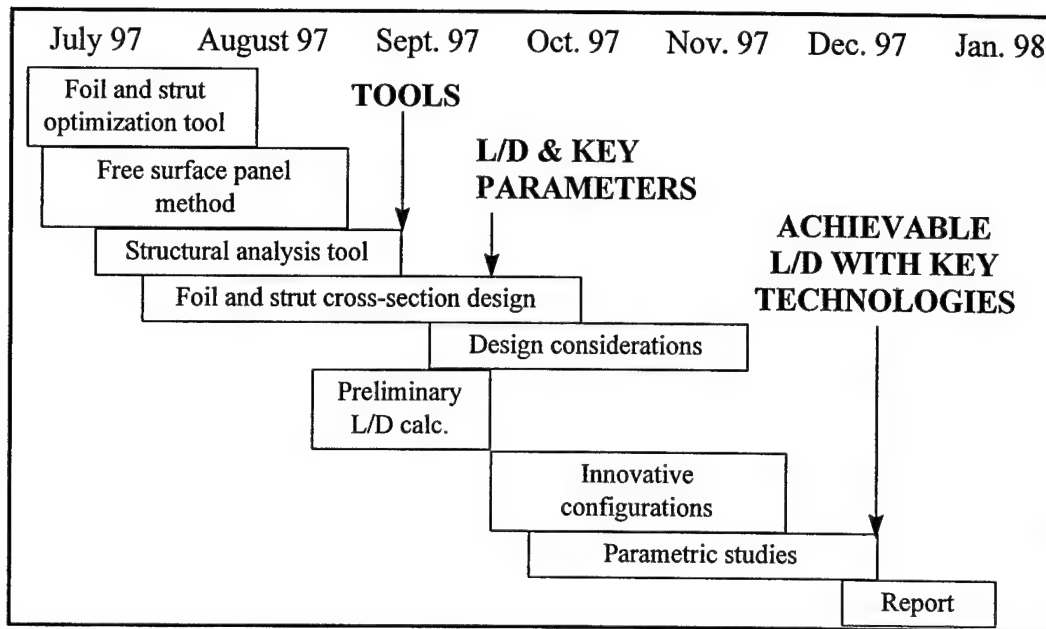 July 97 August 97 Sept. 97 Oct. 97 Nov. 97 Dec. 97 Jan. 98
Foil and strut
optimization tool
TOOLS
Free surface panel
method
L/D & KEY
PARAMETERS
Structural analysis tool
ACHIEVABLE
L/D WITH KEY
TECHNOLOGIES
Foil and strut cross-section design
Design considerations
Preliminary
L/D calc.
Innovative
configurations
Parametric studies
Report